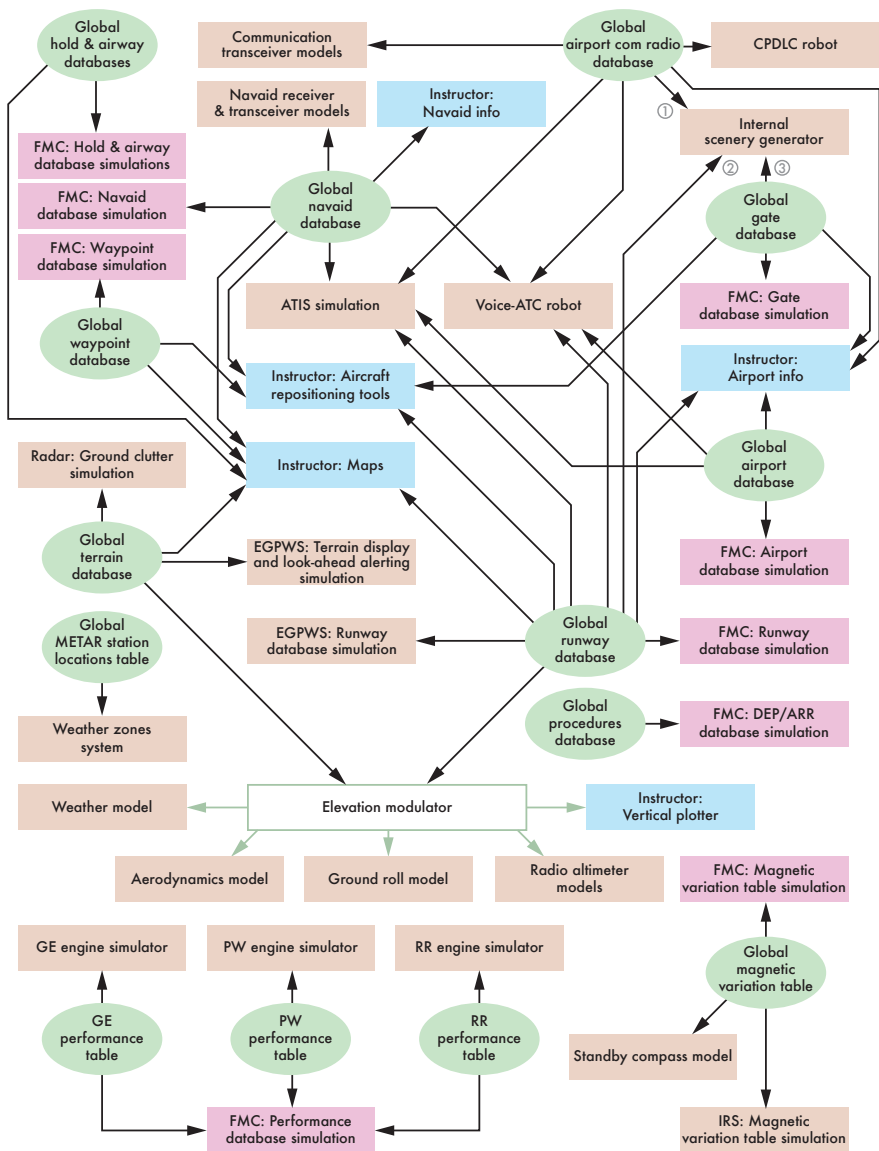 Global
hold & airway
databases
Communication
transceiver models
Global
airport com radio
database
CPDLC robot
Navaid receiver
& transceiver models
Instructor:
Navaid info
①
Internal
scenery generator
②
③
FMC: Hold & airway
database simulations
FMC: Navaid
database simulation
Global
navaid
database
Global
gate
database
FMC: Waypoint
database simulation
ATIS simulation
Voice-ATC robot
FMC: Gate
database simulation
Global
waypoint
database
Instructor: Aircraft
repositioning tools
Instructor:
Airport info
Radar: Ground clutter
simulation
Instructor: Maps
Global
airport
database
Global
terrain
database
EGPWS: Terrain display
and look-ahead alerting
simulation
FMC: Airport
database simulation
Global
METAR station
locations table
EGPWS: Runway
database simulation
Global
runway
database
FMC: Runway
database simulation
Weather zones
system
Global
procedures
database
FMC: DEP/ARR
database simulation
Weather model
Elevation modulator
Instructor:
Vertical plotter
Aerodynamics model
Ground roll model
Radio altimeter
models
FMC: Magnetic
variation table simulation
GE engine simulator
PW engine simulator
RR engine simulator
Global
magnetic
variation table
GE
performance
table
PW
performance
table
RR
performance
table
Standby compass model
FMC: Performance
database simulation
IRS: Magnetic
variation table simulation